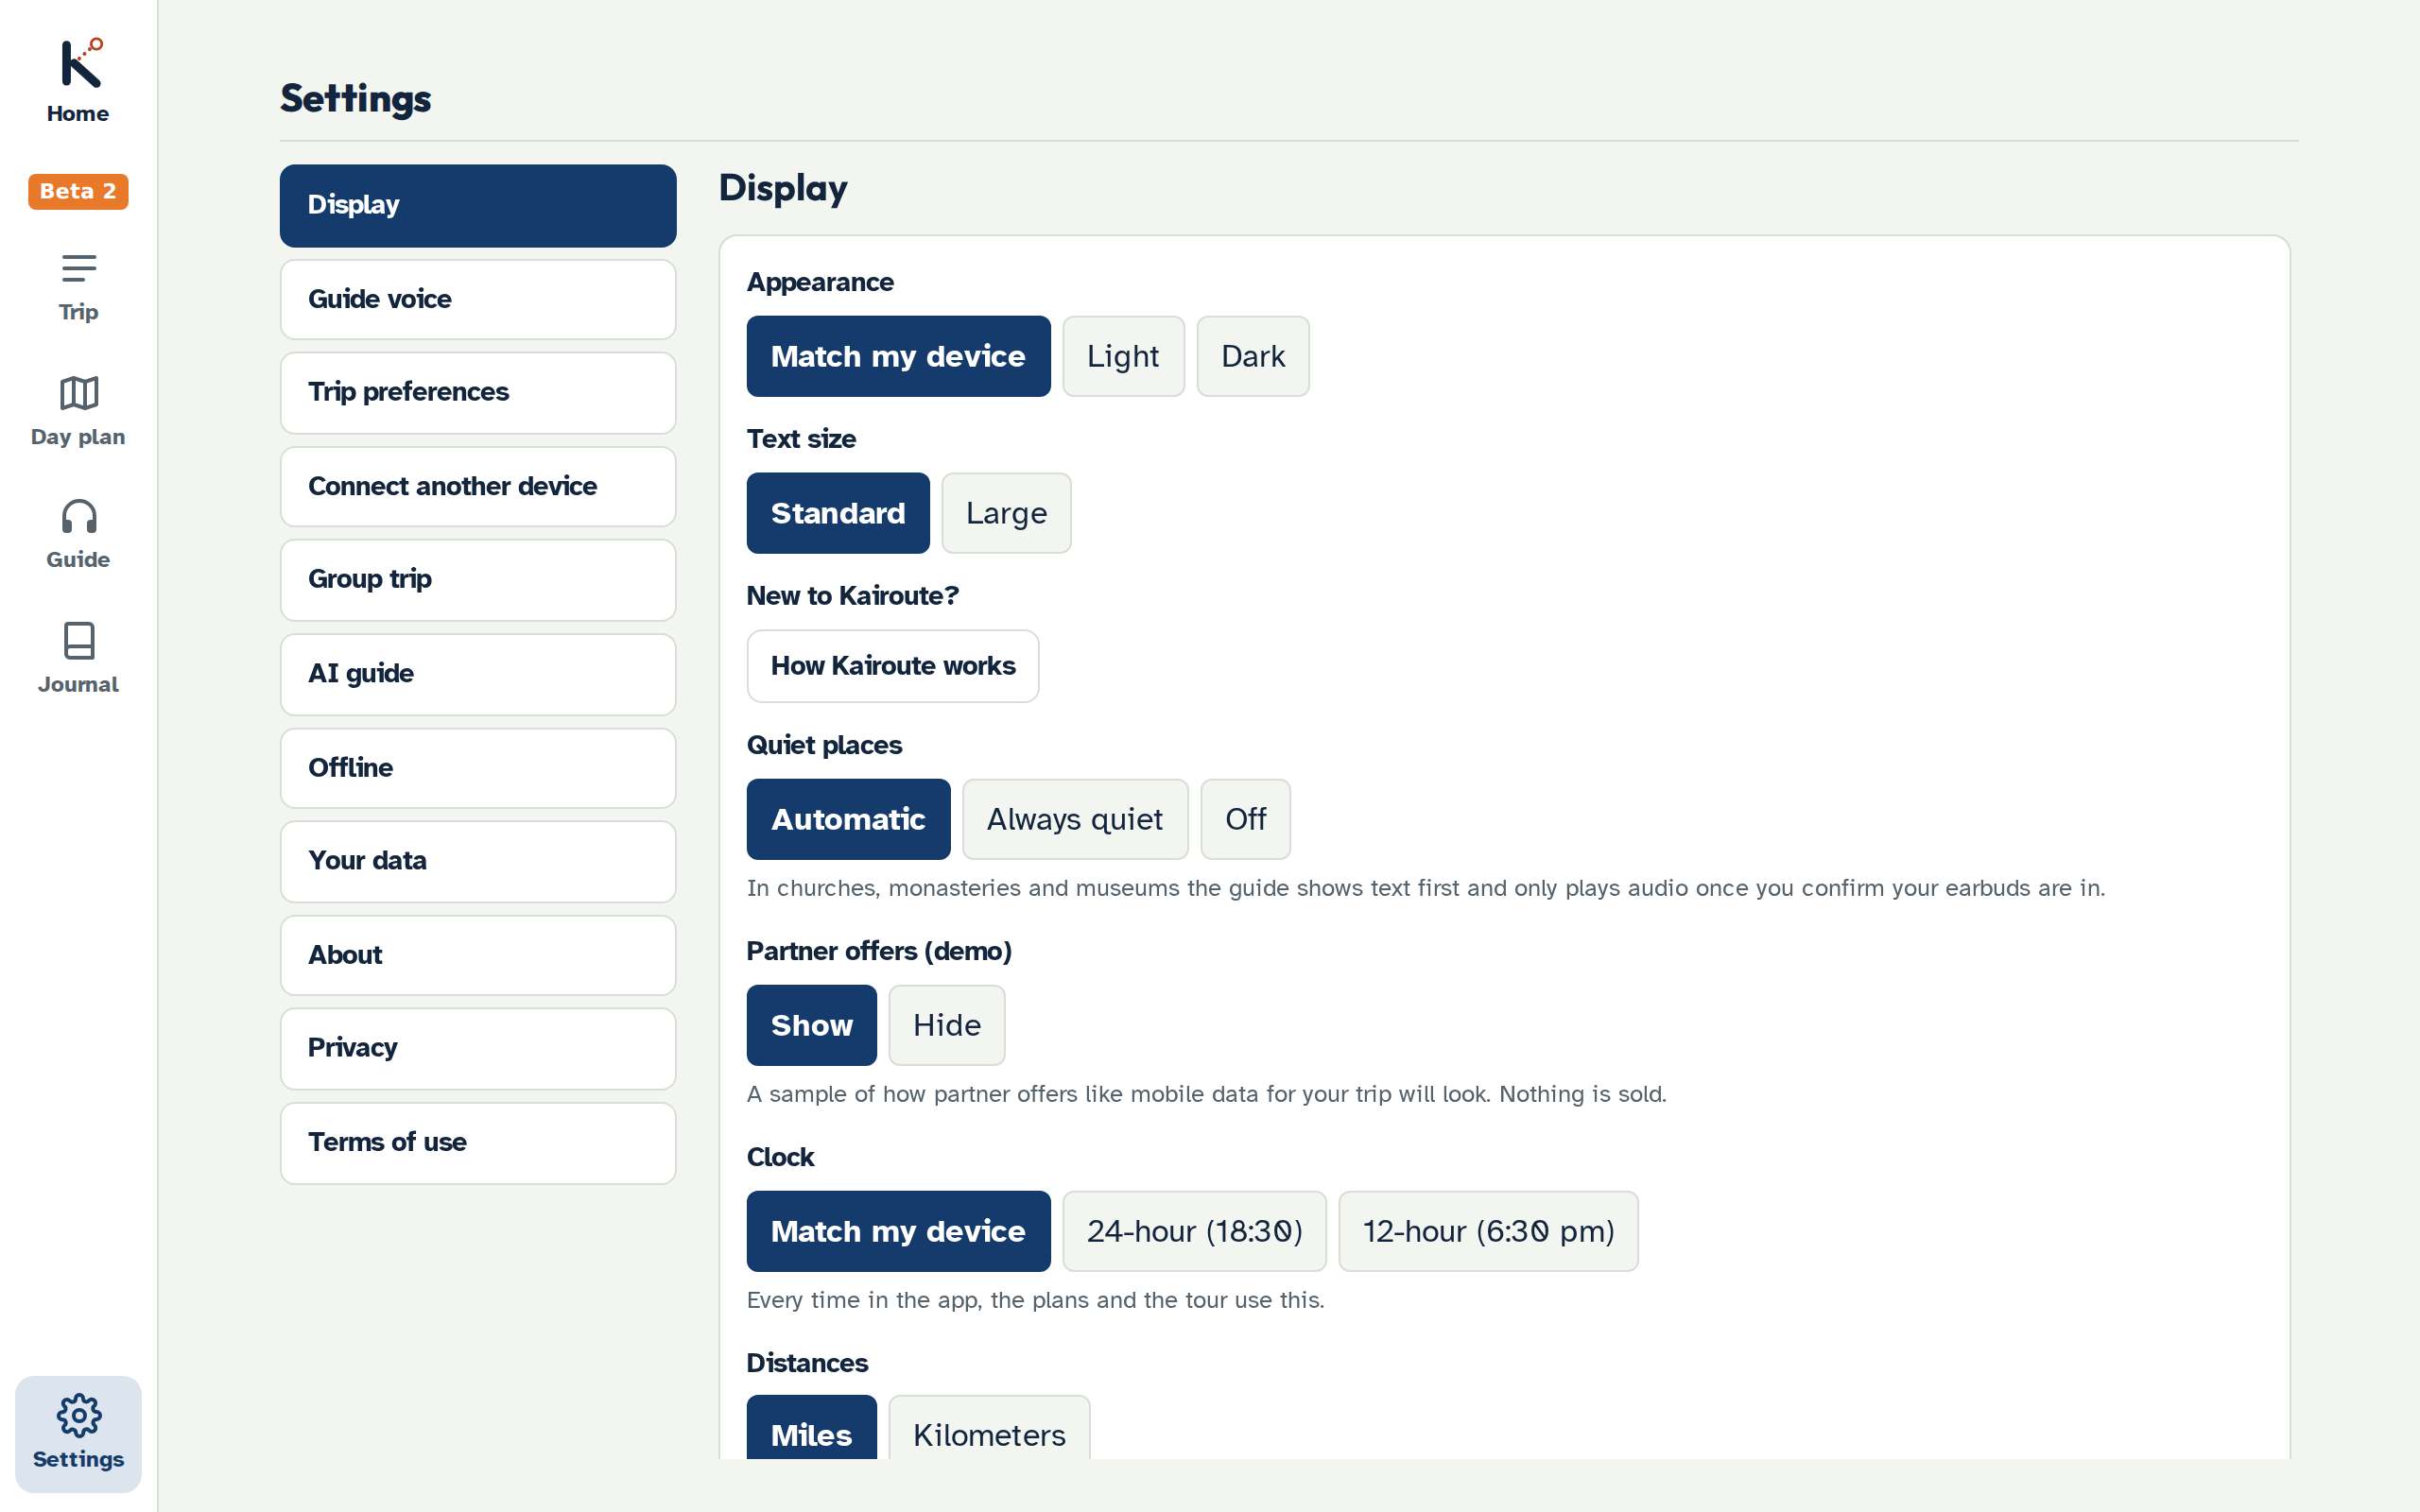 Home
Beta 2
Trip
Day plan
Guide
Journal
Settings
Settings
Display
Guide voice
Trip preferences
Connect another device
Group trip
AI guide
Offline
Your data
About
Privacy
Terms of use
Display
Appearance
Match my device Light Dark
Text size
Standard Large
New to Kairoute?
How Kairoute works
Quiet places
Automatic Always quiet Off
In churches, monasteries and museums the guide shows text first and only plays audio once you confirm your earbuds are in.
Partner offers (demo)
Show Hide
A sample of how partner offers like mobile data for your trip will look. Nothing is sold.
Clock
Match my device 24-hour (18:30) 12-hour (6:30 pm)
Every time in the app, the plans and the tour use this.
Distances
Miles Kilometers